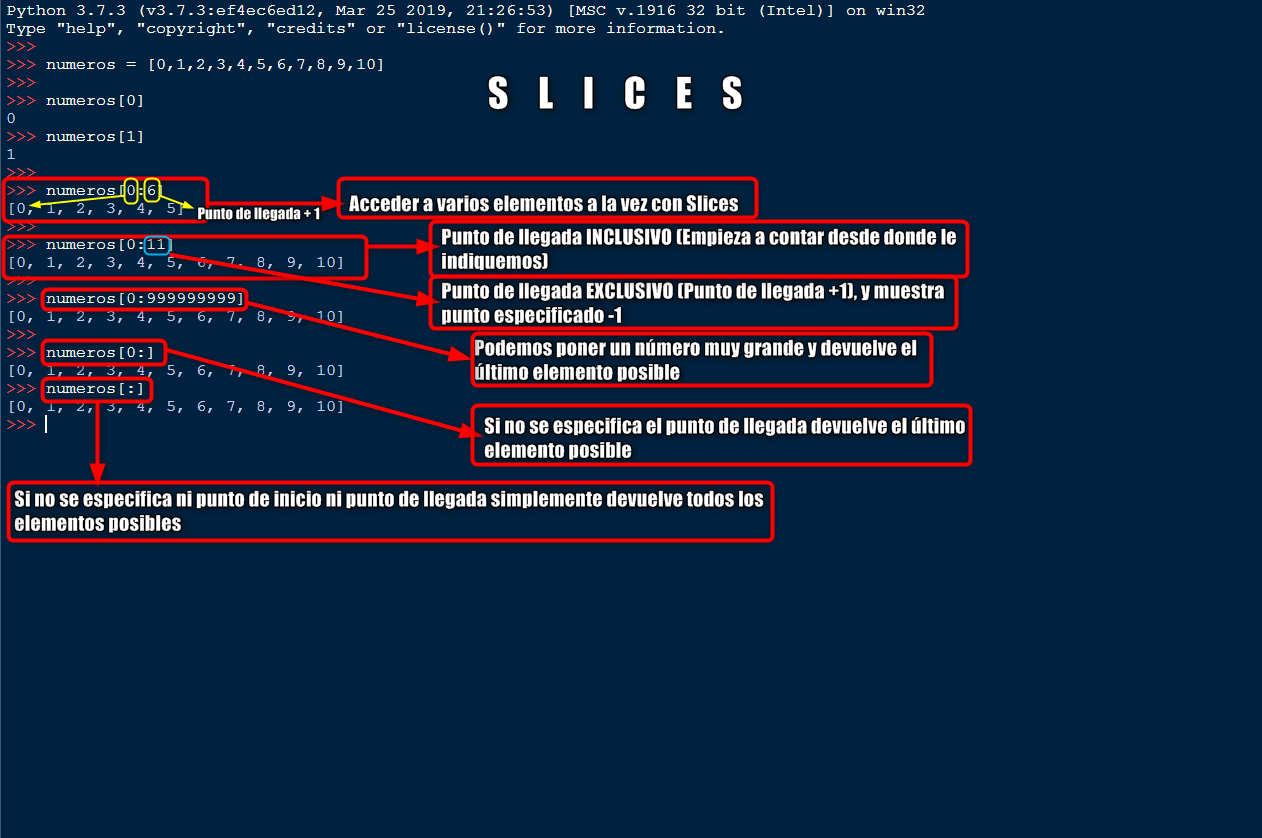 Python 3.7.3 (v3.7.3:ef4ec6ed12, Mar 25 2019, 21:26:53) [MSC v.1916 32 bit (Intel)] on win32
Type "help", "copyright", "credits" or "license()" for more information.
>>>
>>> numeros = [0,1,2,3,4,5,6,7,8,9,10]
>>>
S L I C E S
>>> numeros[0]
0
>>> numeros[1]
1
>>>
>>> numeros[0:6]
[0, 1, 2, 3, 4, 5]
Punto de llegada + 1
Acceder a varios elementos a la vez con Slices
>>>
>>> numeros[0:11]
[0, 1, 2, 3, 4, 5, 6, 7, 8, 9, 10]
Punto de llegada INCLUSIVO (Empieza a contar desde donde le
indiquemos)
>>>
Punto de llegada EXCLUSIVO (Punto de llegada +1), y muestra
punto especificado -1
>>> numeros[0:999999999]
[0, 1, 2, 3, 4, 5, 6, 7, 8, 9, 10]
>>>
Podemos poner un número muy grande y devuelve el
último elemento posible
>>> numeros[0:]
[0, 1, 2, 3, 4, 5, 6, 7, 8, 9, 10]
>>> numeros[:]
[0, 1, 2, 3, 4, 5, 6, 7, 8, 9, 10]
>>>
Si no se especifica el punto de llegada devuelve el último
elemento posible
Si no se especifica ni punto de inicio ni punto de llegada simplemente devuelve todos los
elementos posibles